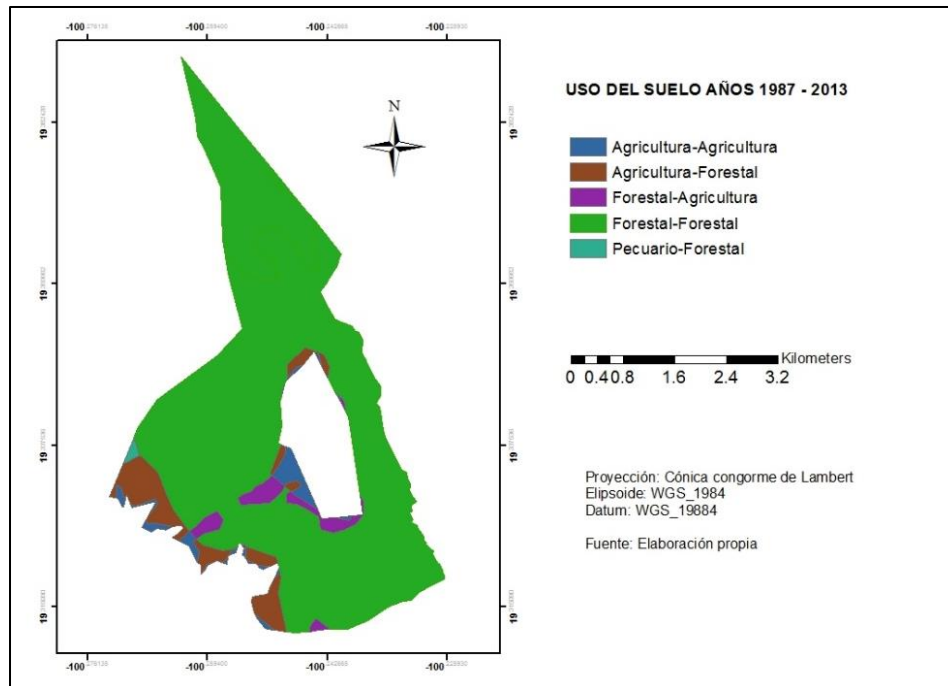 USO DEL SUELO AÑOS 1987 - 2013
N
Agricultura-Agricultura
Agricultura-Forestal
Forestal-Agricultura
Forestal-Forestal
Pecuario-Forestal
Kilometers
0 0.4 0.8 1.6 2.4 3.2
Proyección: Cónica congorme de Lambert
Elipsoide: WGS_1984
Datum: WGS_19884
Fuente: Elaboración propia
-100 -100 -100 -100
19 19 19 19
19 19 19 19
-100 -100 -100 -100